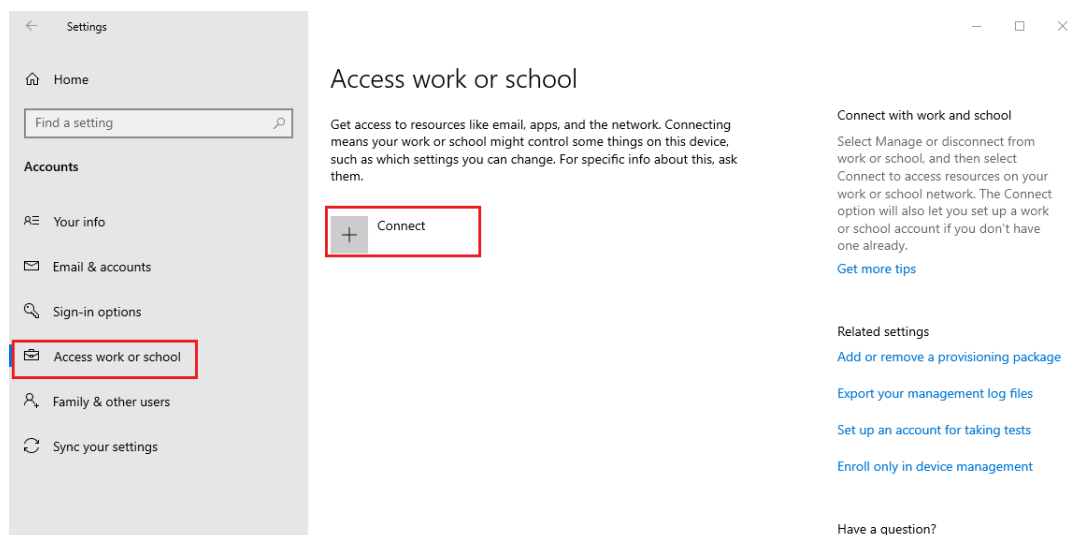 Settings
Home
Find a setting
Accounts
Your info
Email & accounts
Sign-in options
Access work or school
Family & other users
Sync your settings
Access work or school
Get access to resources like email, apps, and the network. Connecting
means your work or school might control some things on this device,
such as which settings you can change. For specific info about this, ask
them.
Connect
Connect with work and school
Select Manage or disconnect from
work or school, and then select
Connect to access resources on your
work or school network. The Connect
option will also let you set up a work
or school account if you don't have
one already.
Get more tips
Related settings
Add or remove a provisioning package
Export your management log files
Set up an account for taking tests
Enroll only in device management
Have a question?